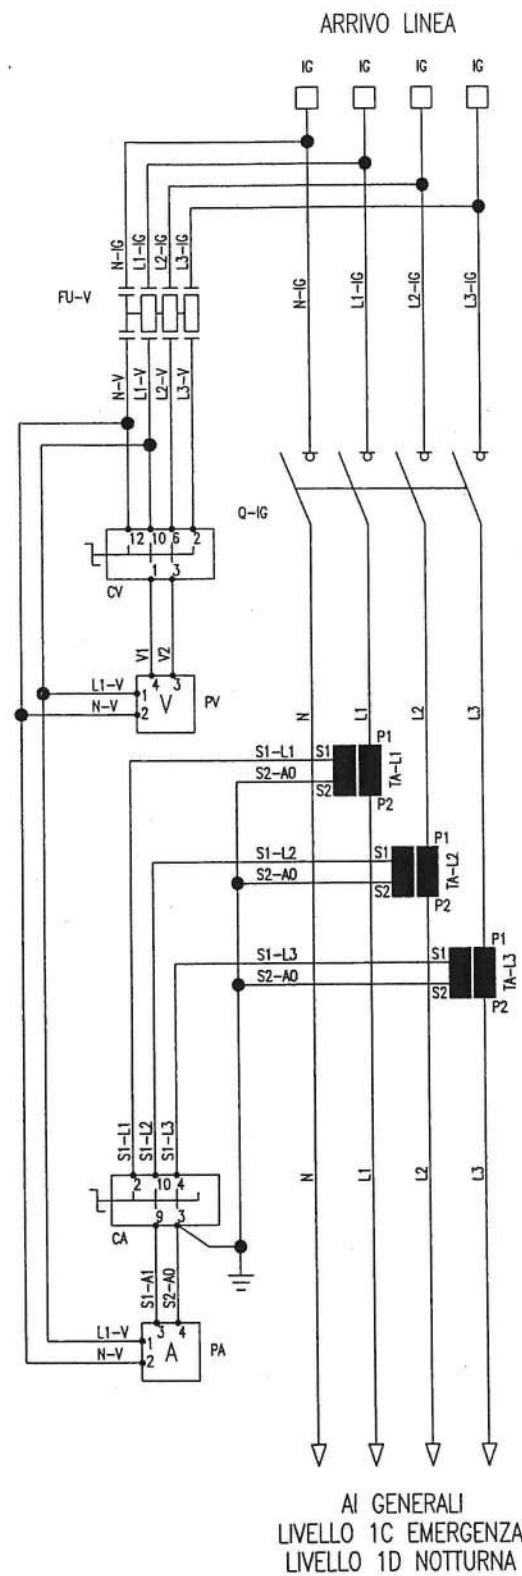 ARRIVO LINEA
IG IG IG IG
N-IG L1-IG L2-IG L3-IG
N-IG L1-IG L2-IG L3-IG
FU-V
N-V L1-V L2-V L3-V
Q-IG
12 10 6 2
1 3
CV
V1 V2
4 3
L1-V 1 V PV
N-V 2
N L1 L2 L3
S1-L1 S1 P1
S2-A0 S2 P2 TA-L1
S1-L2 S1 P1
S2-A0 S2 P2 TA-L2
S1-L3 S1 P1
S2-A0 S2 P2 TA-L3
S1-L1 S1-L2 S1-L3
N L1 L2 L3
2 10 4
9 3
CA
S1-A1 S2-A0
3 4
L1-V 1 A PA
N-V 2
AI GENERALI
LIVELLO 1C EMERGENZA
LIVELLO 1D NOTTURNA